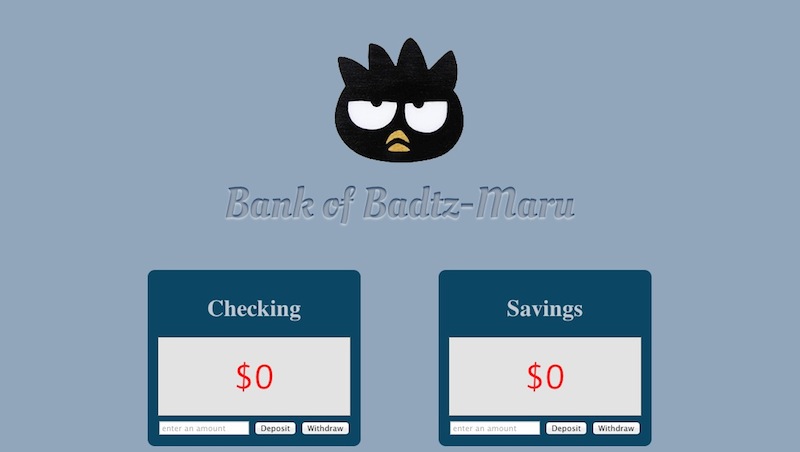 Bank of Badtz-Maru
Checking
$0
enter an amount Deposit Withdraw
Savings
$0
enter an amount Deposit Withdraw